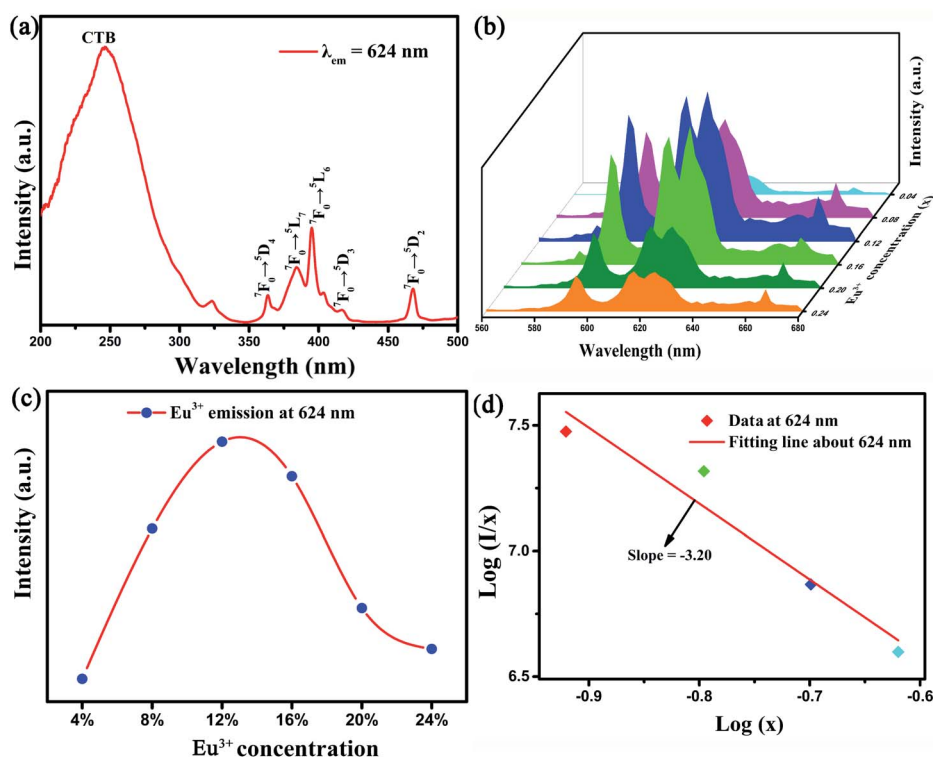 (a)
CTB
λem = 624 nm
⁷F₀→⁵D₄
⁷F₀→⁵L₇
⁷F₀→⁵L₆
⁷F₀→⁵D₃
⁷F₀→⁵D₂
Intensity (a.u.)
200 250 300 350 400 450 500
Wavelength (nm)
(b)
Intensity (a.u.)
0.04
0.08
0.12
0.16
0.20
0.24
Eu³⁺ concentration (x)
560 580 600 620 640 660 680
Wavelength (nm)
(c)
Eu³⁺ emission at 624 nm
Intensity (a.u.)
4% 8% 12% 16% 20% 24%
Eu³⁺ concentration
(d)
Data at 624 nm
Fitting line about 624 nm
Slope = -3.20
Log (I/x)
7.5
7.0
6.5
-0.9 -0.8 -0.7 -0.6
Log (x)